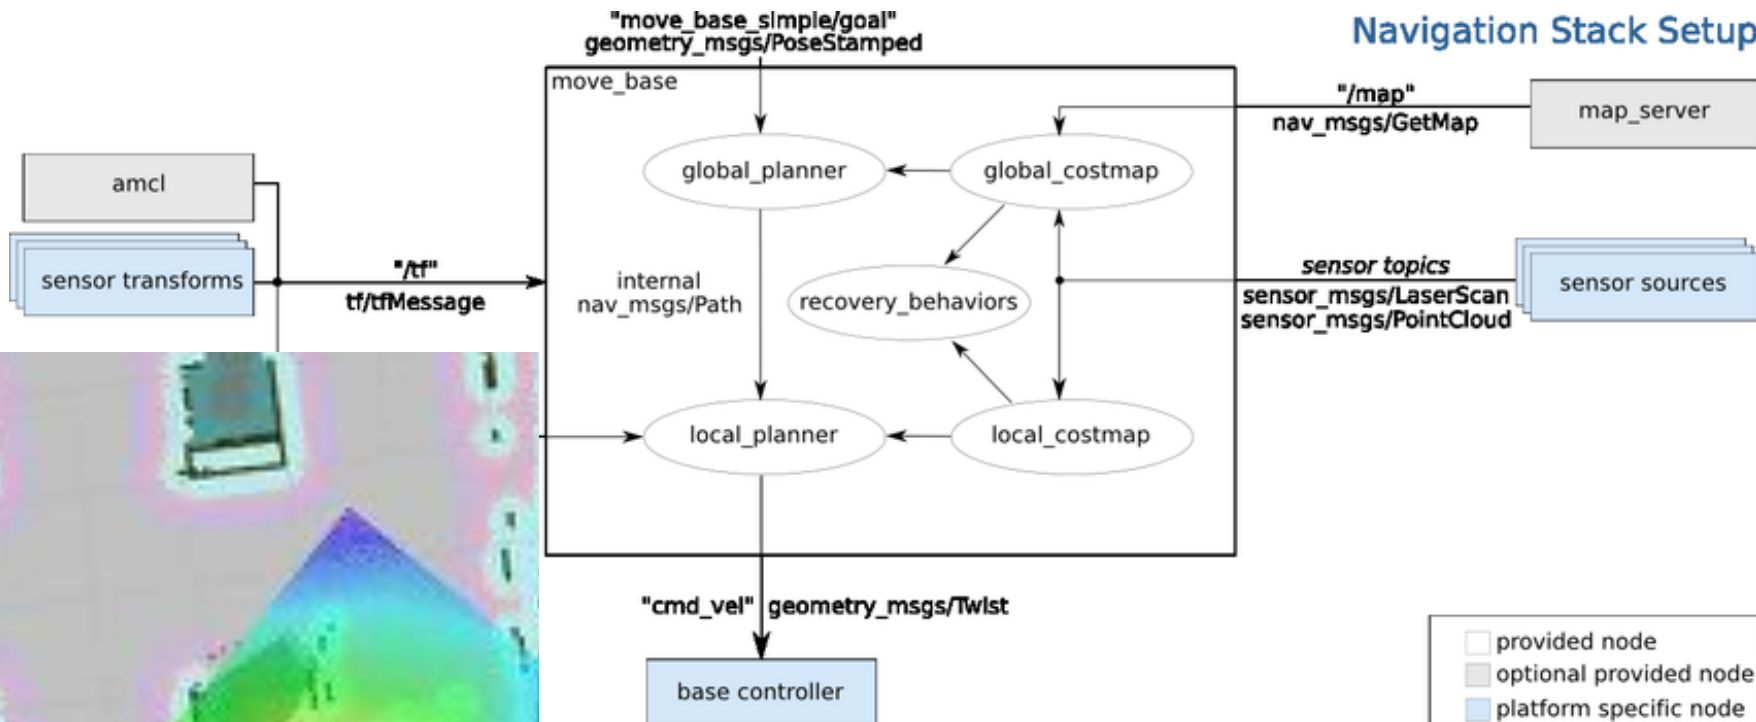 "move_base_simple/goal"
geometry_msgs/PoseStamped
Navigation Stack Setup
move_base
"/map"
nav_msgs/GetMap
map_server
global_planner
global_costmap
amcl
sensor transforms
"/tf"
tf/tfMessage
internal
nav_msgs/Path
recovery_behaviors
sensor topics
sensor_msgs/LaserScan
sensor_msgs/PointCloud
sensor sources
local_planner
local_costmap
"cmd_vel" geometry_msgs/Twist
base controller
provided node
optional provided node
platform specific node